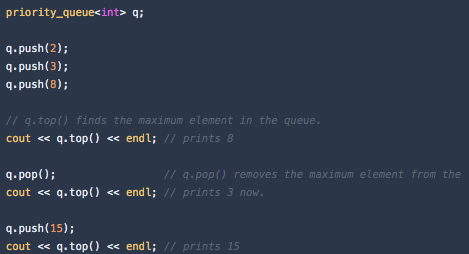 priority_queue<int> q;
q.push(2);
q.push(3);
q.push(8);
// q.top() finds the maximum element in the queue.
cout << q.top() << endl; // prints 8
q.pop(); // q.pop() removes the maximum element from the
cout << q.top() << endl; // prints 3 now.
q.push(15);
cout << q.top() << endl; // prints 15